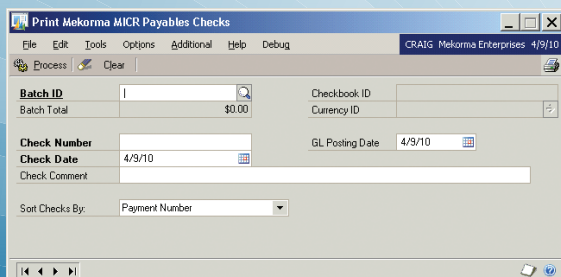 Print Mekorma MICR Payables Checks
File Edit Tools Options Additional Help Debug CRAIG Mekorma Enterprises 4/9/10
Process Clear
Batch ID Checkbook ID
Batch Total $0.00 Currency ID
Check Number GL Posting Date 4/9/10
Check Date 4/9/10
Check Comment
Sort Checks By: Payment Number